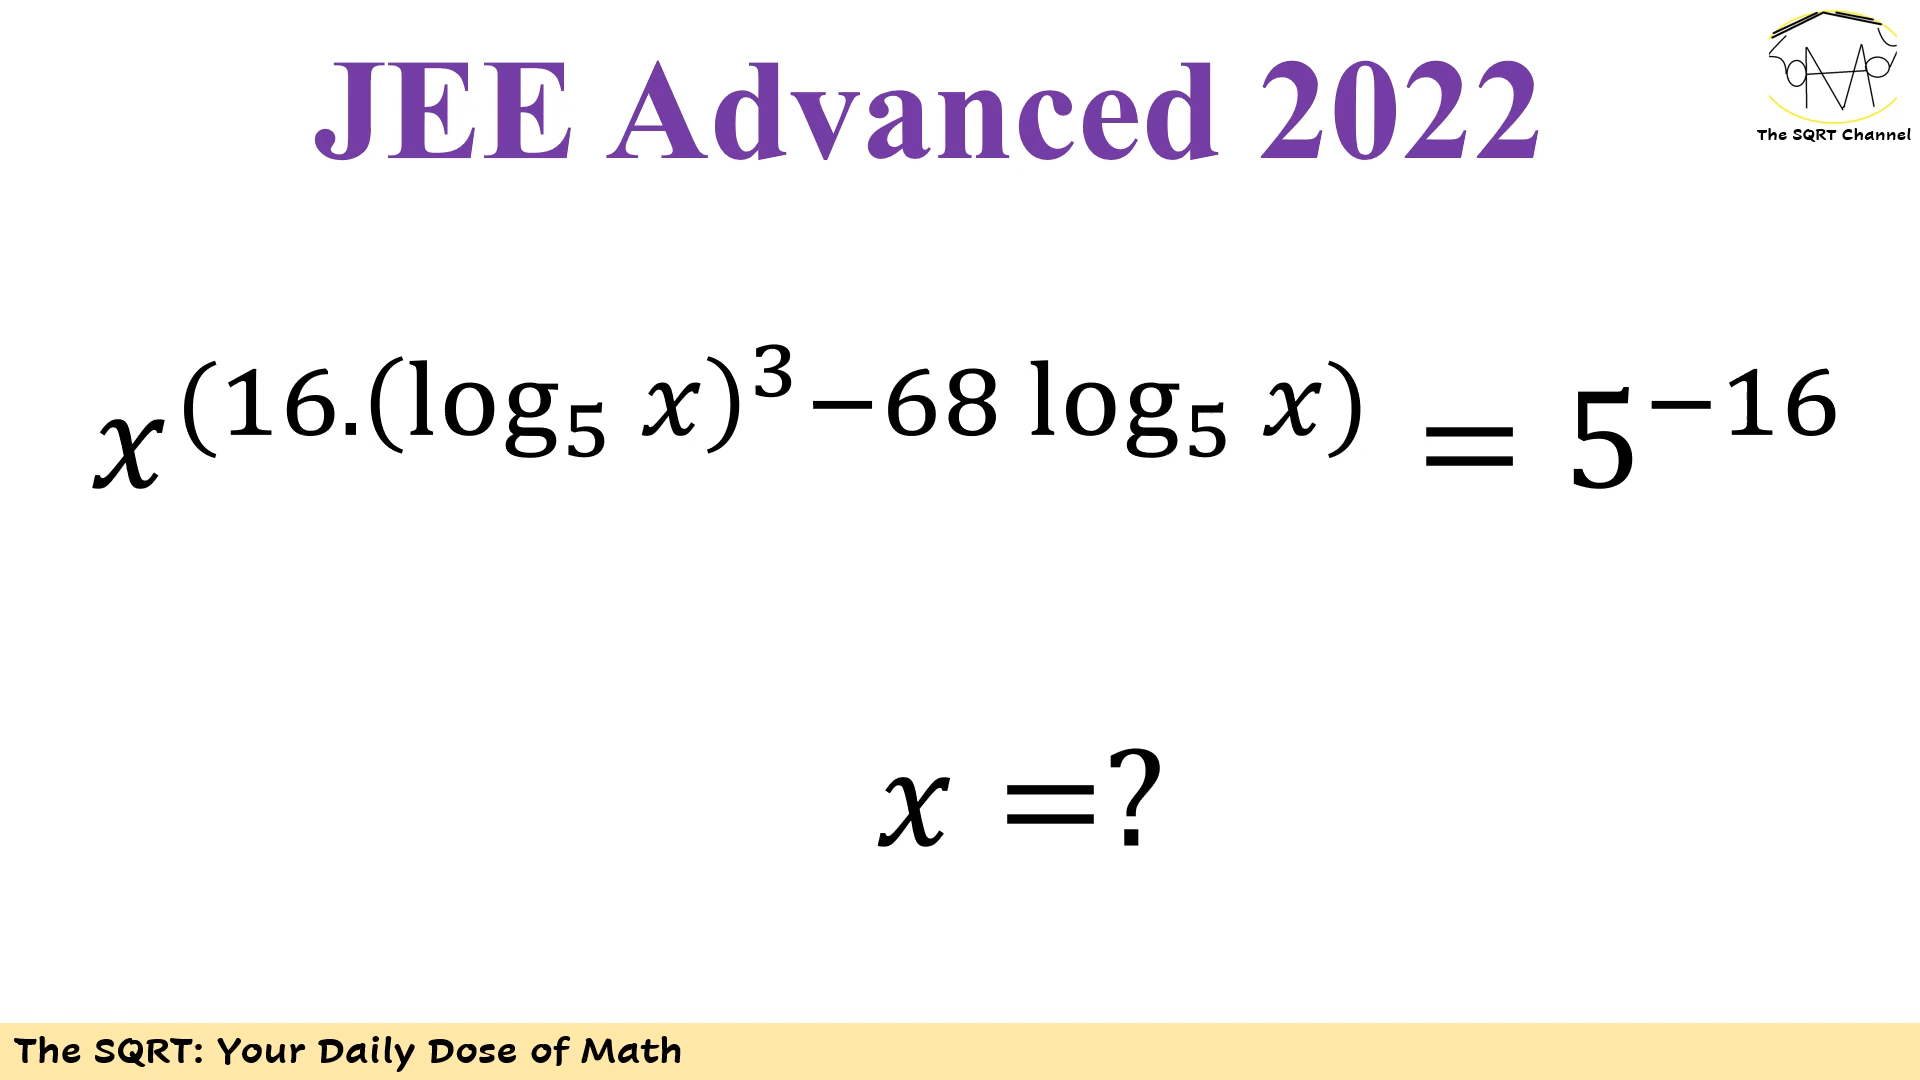 JEE Advanced 2022
The SQRT Channel
x^(16.(log₅ x)³−68 log₅ x) = 5^−16
x =?
The SQRT: Your Daily Dose of Math